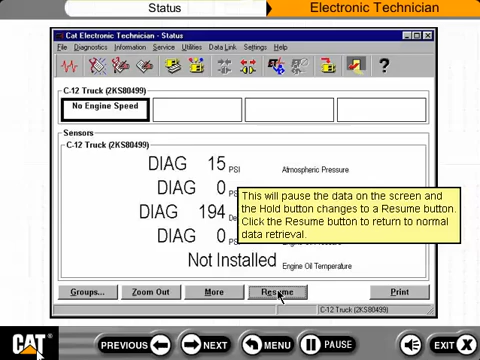 Status
Electronic Technician
Cat Electronic Technician - Status
File Diagnostics Information Service Utilities Data Link Settings Help
C-12 Truck (2KS80499)
No Engine Speed
Sensors
C-12 Truck (2KS80499)
DIAG 15 PSI Atmospheric Pressure
DIAG 0 PSI
DIAG 194
DIAG 0 PSI
Not Installed Engine Oil Temperature
This will pause the data on the screen and
the Hold button changes to a Resume button.
Click the Resume button to return to normal
data retrieval.
Groups... Zoom Out More Resume Print
C-12 Truck (2KS80499)
CAT PREVIOUS NEXT MENU PAUSE EXIT